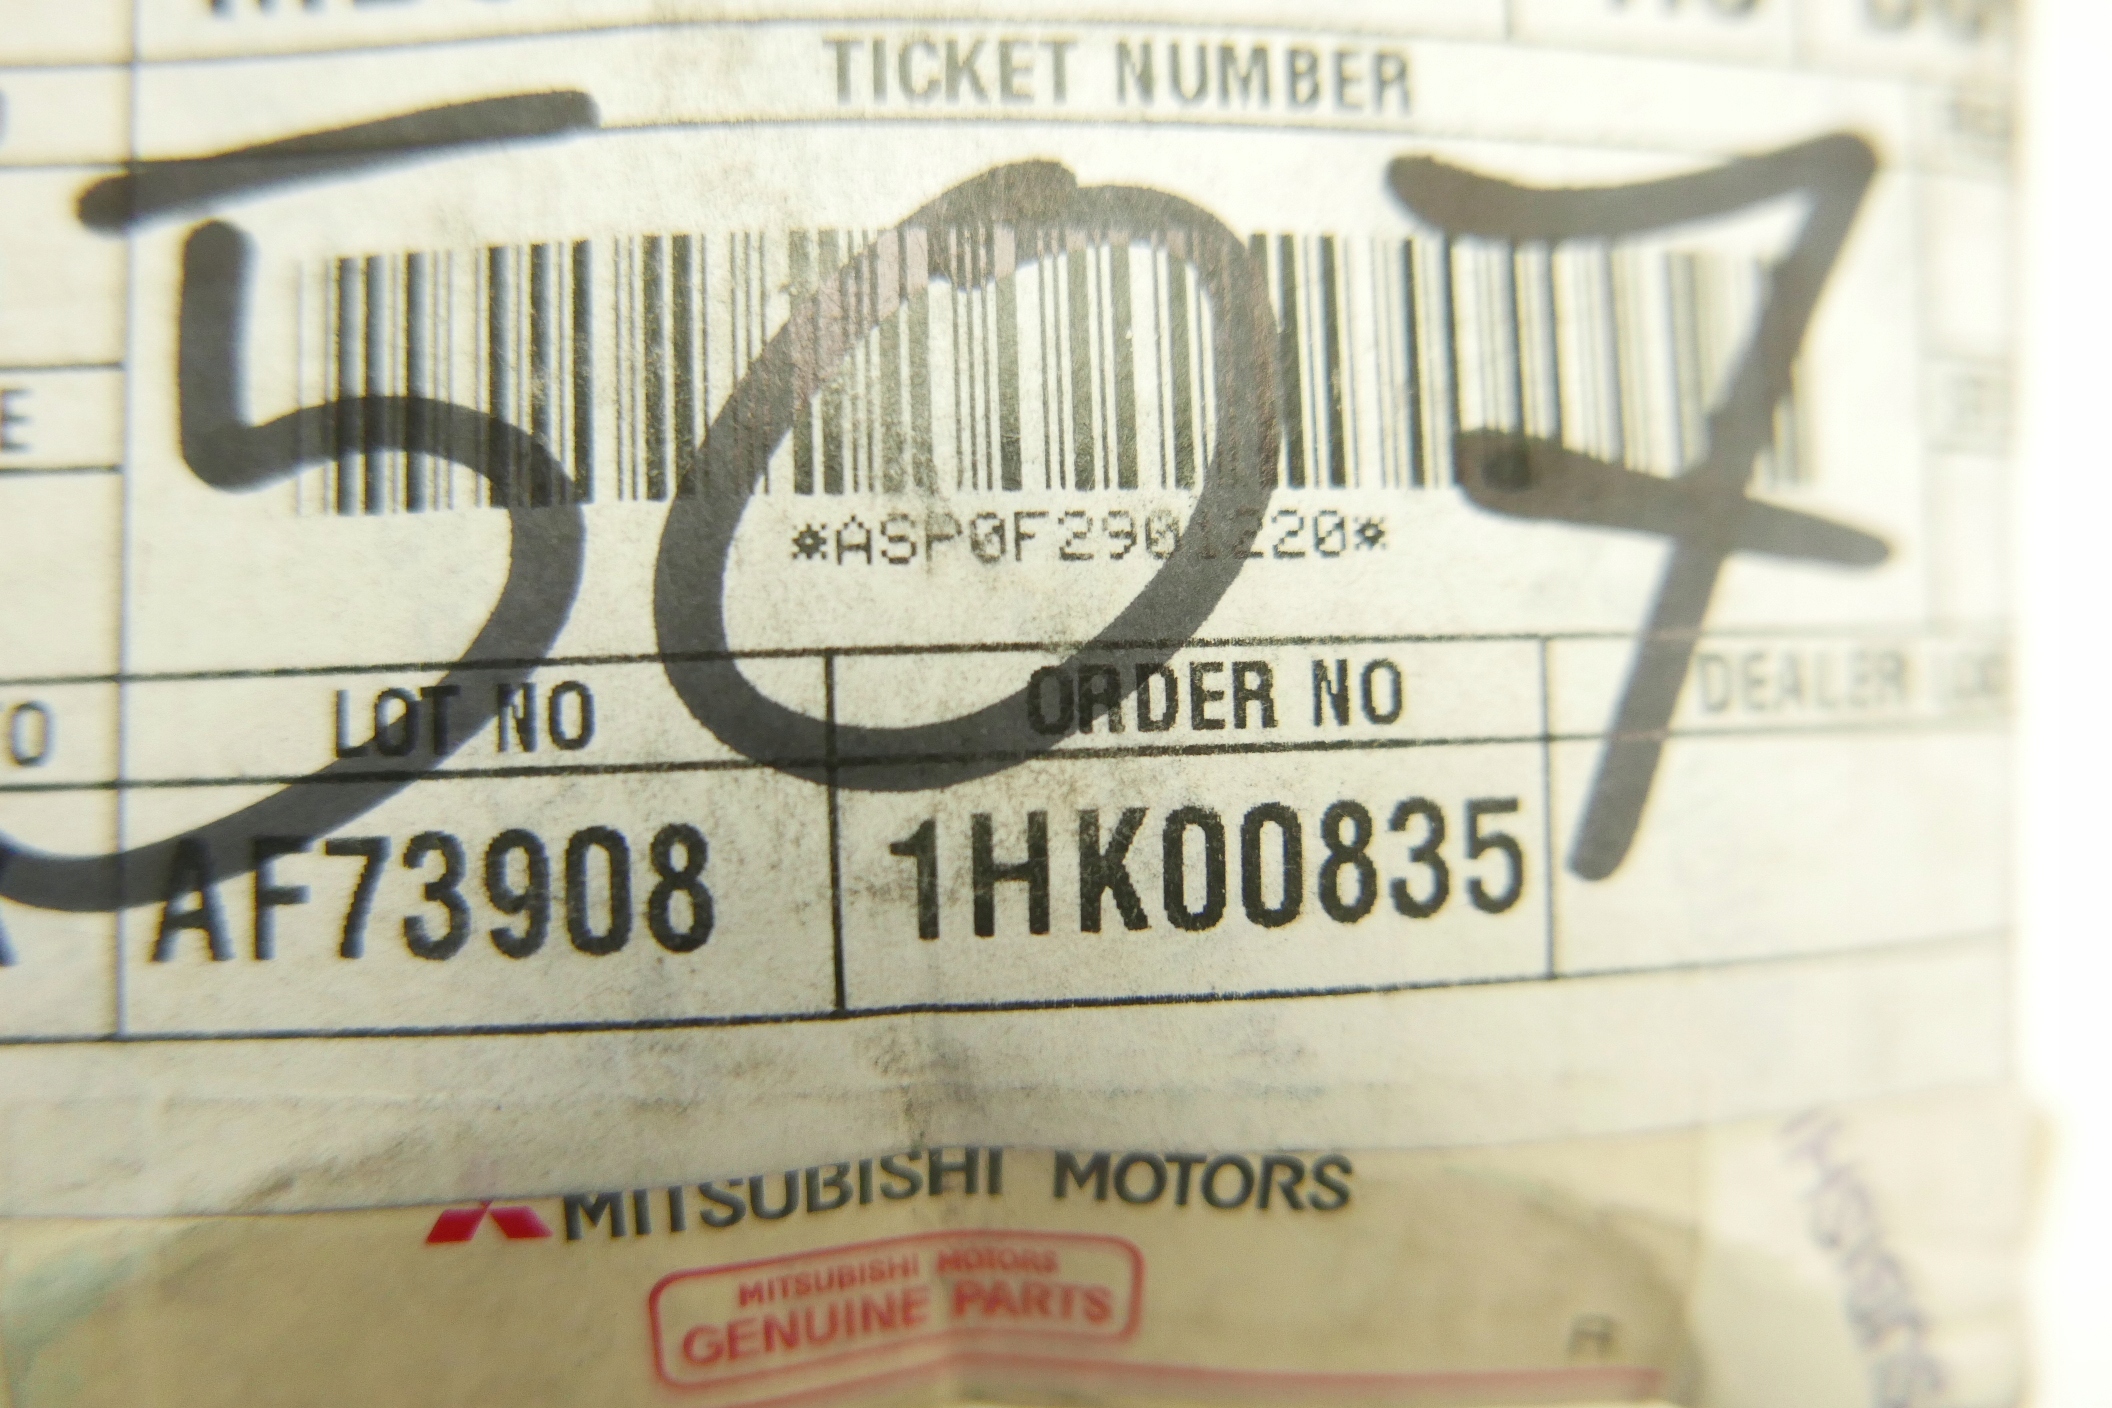 TICKET NUMBER
507
*ASP0F2901220*
LOT NO
ORDER NO
DEALER
AF73908
1HK00835
MITSUBISHI MOTORS
MITSUBISHI MOTORS
GENUINE PARTS